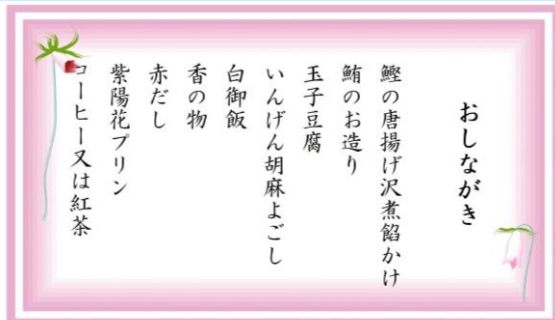 おしながき
鰹の唐揚げ沢煮餡かけ
鮪のお造り
玉子豆腐
いんげん胡麻よごし
白御飯
香の物
赤だし
紫陽花プリン
コーヒー又は紅茶